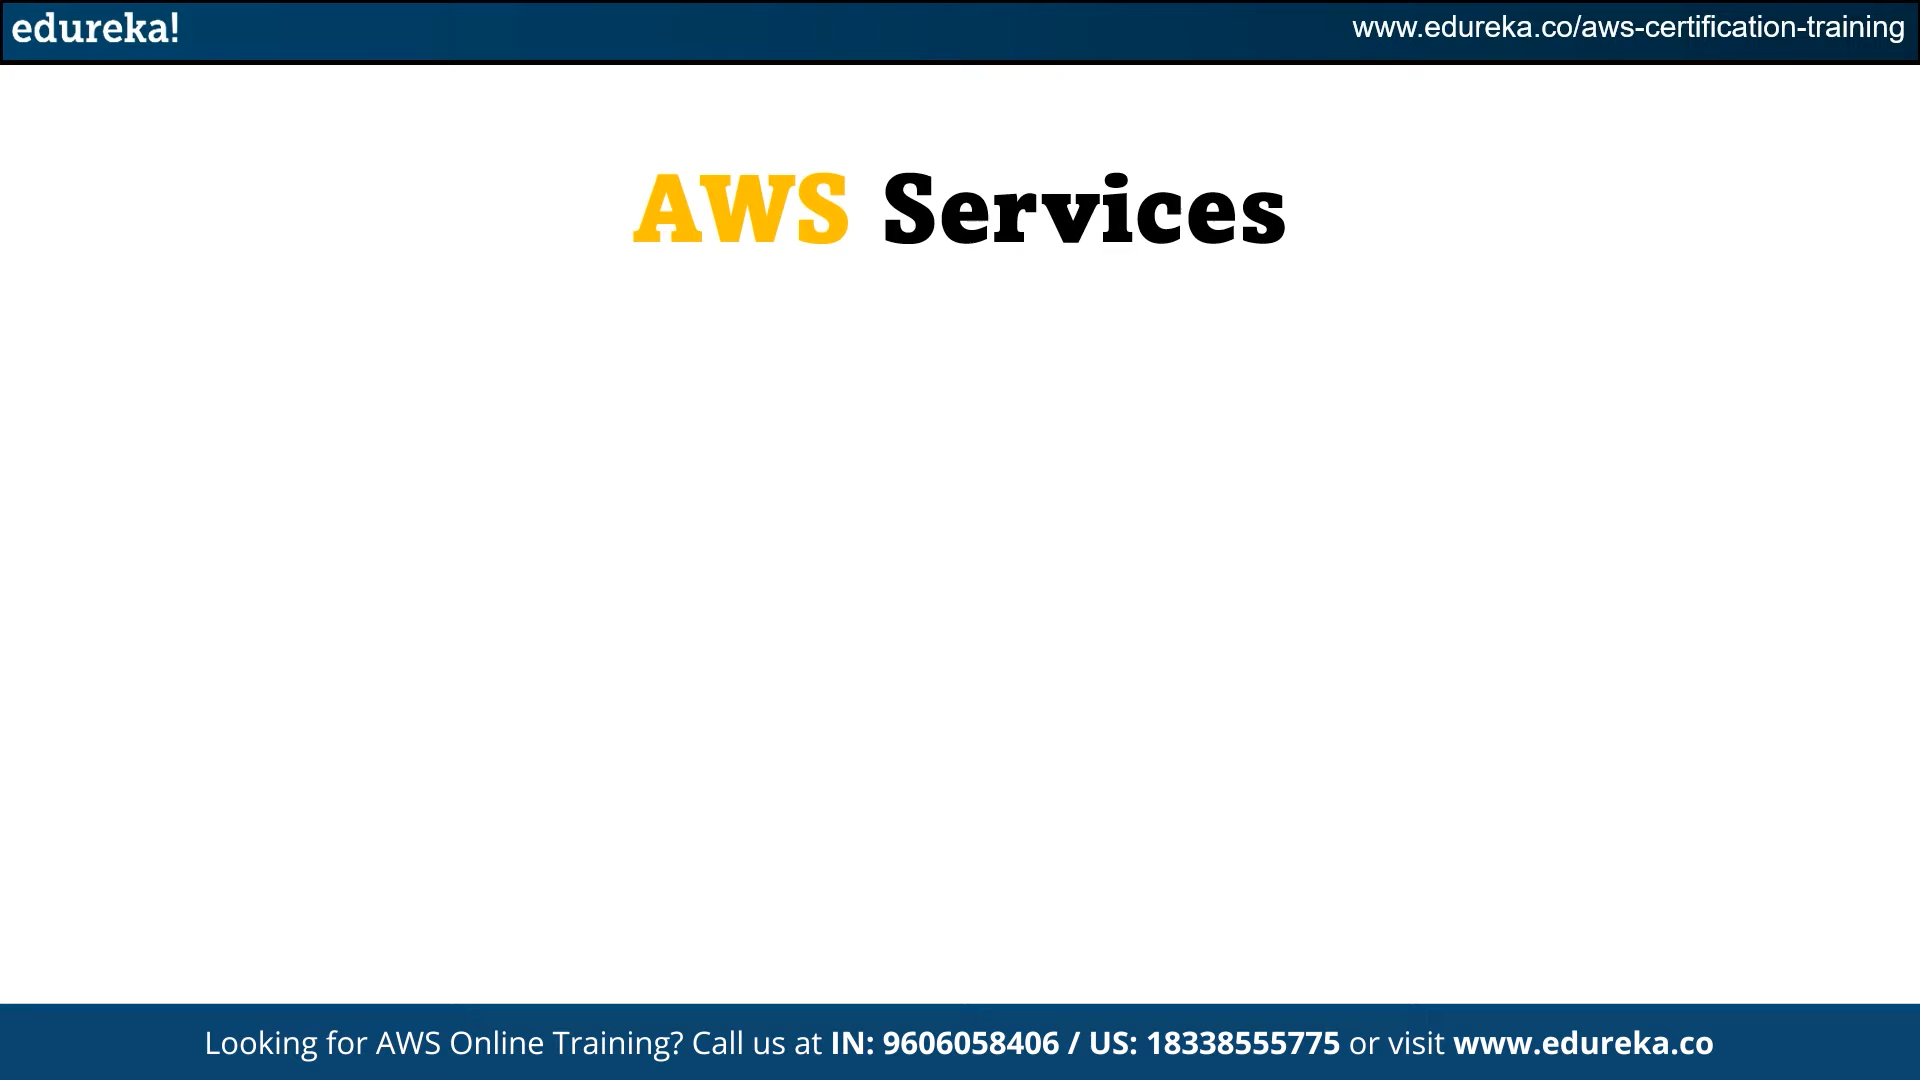 edureka!
www.edureka.co/aws-certification-training
AWS Services
Looking for AWS Online Training? Call us at IN: 9606058406 / US: 18338555775 or visit www.edureka.co